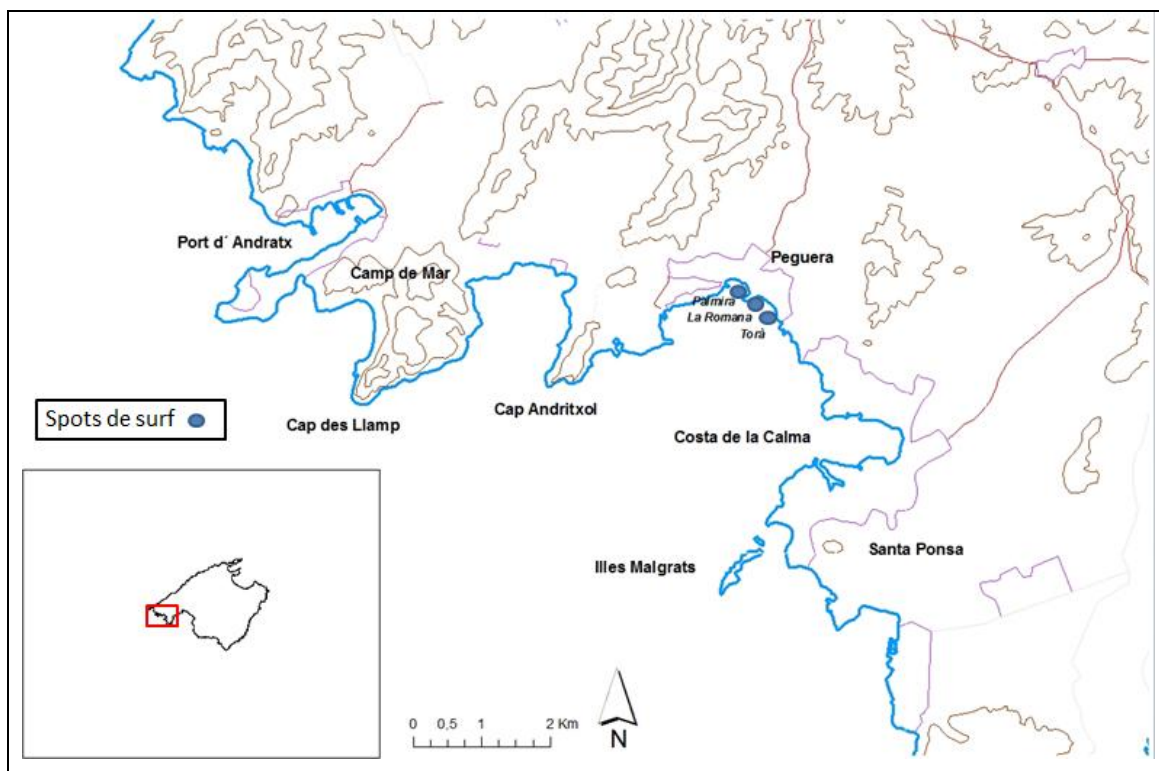 Port d´ Andratx
Camp de Mar
Peguera
Palmira
La Romana
Torà
Cap Andritxol
Cap des Llamp
Spots de surf
Costa de la Calma
Illes Malgrats
Santa Ponsa
0 0,5 1 2 Km
N